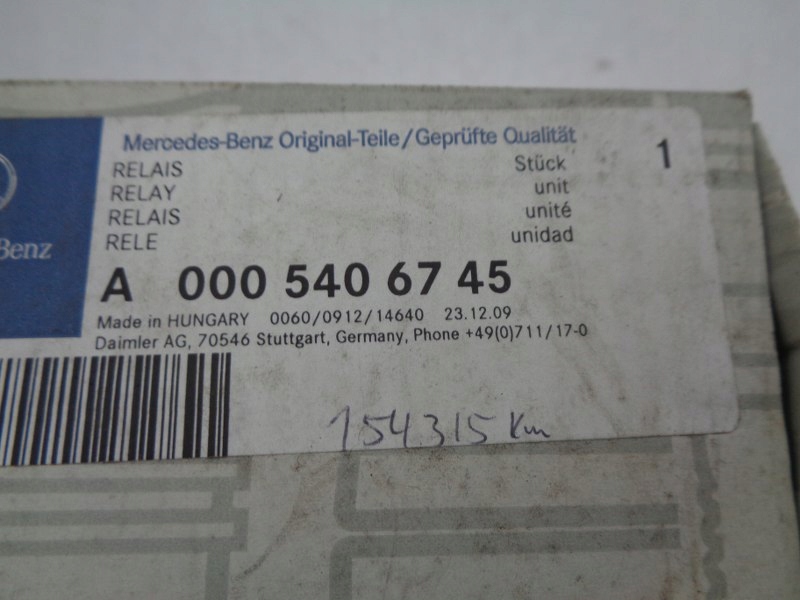 Mercedes-Benz Original-Teile/Geprüfte Qualität
RELAIS Stück 1
RELAY unit
RELAIS unité
RELE unidad
Benz
A 000 540 67 45
Made in HUNGARY 0060/0912/14640 23.12.09
Daimler AG, 70546 Stuttgart, Germany, Phone +49(0)711/17-0
154315 Km